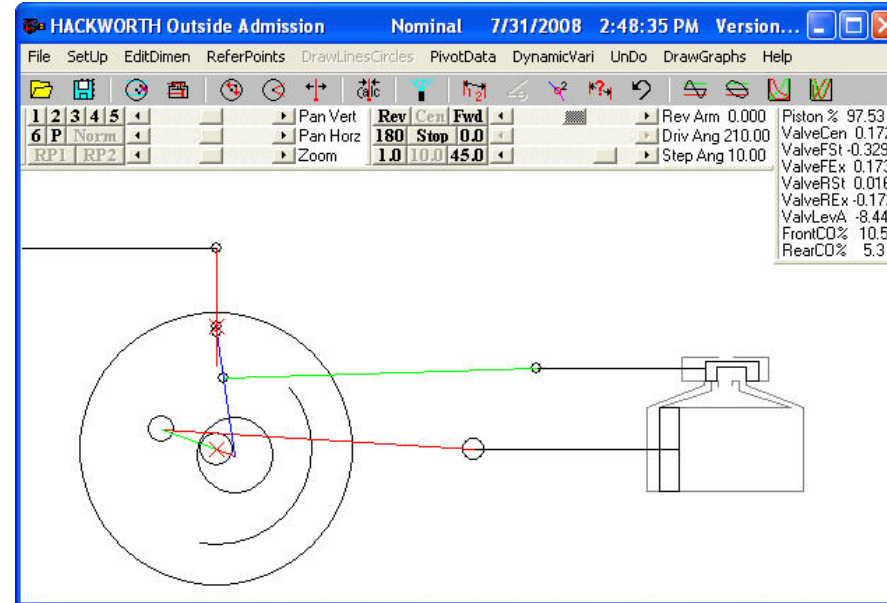 HACKWORTH Outside Admission Nominal 7/31/2008 2:48:35 PM Version...
File SetUp EditDimen ReferPoints DrawLinesCircles PivotData DynamicVari UnDo DrawGraphs Help
calc
1 2 3 4 5 Pan Vert Rev Cen Fwd Rev Arm 0.000
6 P Norm Pan Horz 180 Stop 0.0 Driv Ang 210.00
RP1 RP2 Zoom 1.0 10.0 45.0 Step Ang 10.00
Piston % 97.53
ValveCen 0.172
ValveFSt -0.329
ValveFEx 0.173
ValveRSt 0.016
ValveREx -0.172
ValvLevA -8.44
FrontCO% 10.5
RearCO% 5.3